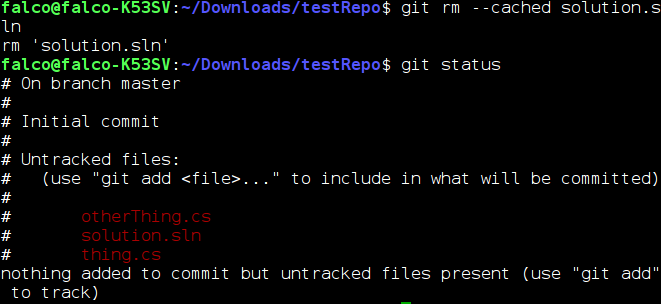 falco@falco-K53SV:~/Downloads/testRepo$ git rm --cached solution.s
ln
rm 'solution.sln'
falco@falco-K53SV:~/Downloads/testRepo$ git status
# On branch master
#
# Initial commit
#
# Untracked files:
#   (use "git add <file>..." to include in what will be committed)
#
#       otherThing.cs
#       solution.sln
#       thing.cs
nothing added to commit but untracked files present (use "git add"
 to track)